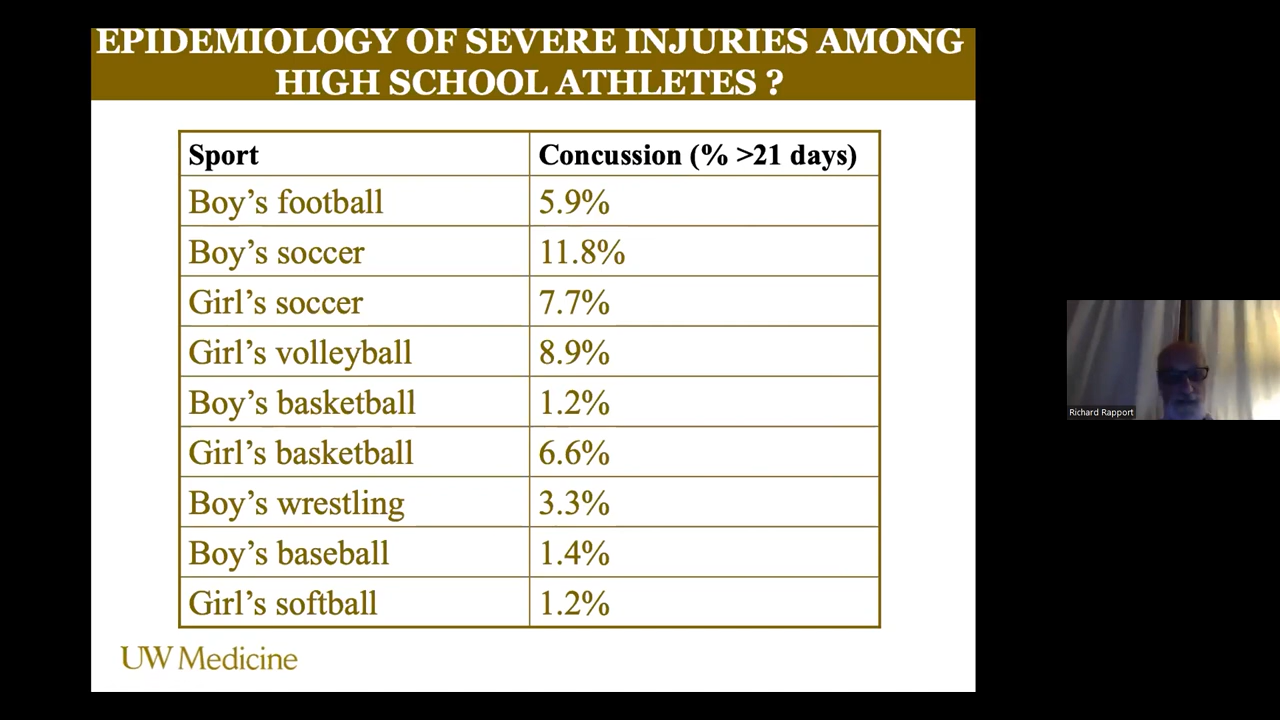 EPIDEMIOLOGY OF SEVERE INJURIES AMONG
HIGH SCHOOL ATHLETES ?
Sport Concussion (% >21 days)
Boy’s football 5.9%
Boy’s soccer 11.8%
Girl’s soccer 7.7%
Girl’s volleyball 8.9%
Boy’s basketball 1.2%
Girl’s basketball 6.6%
Boy’s wrestling 3.3%
Boy’s baseball 1.4%
Girl’s softball 1.2%
UW Medicine
Richard Rapport